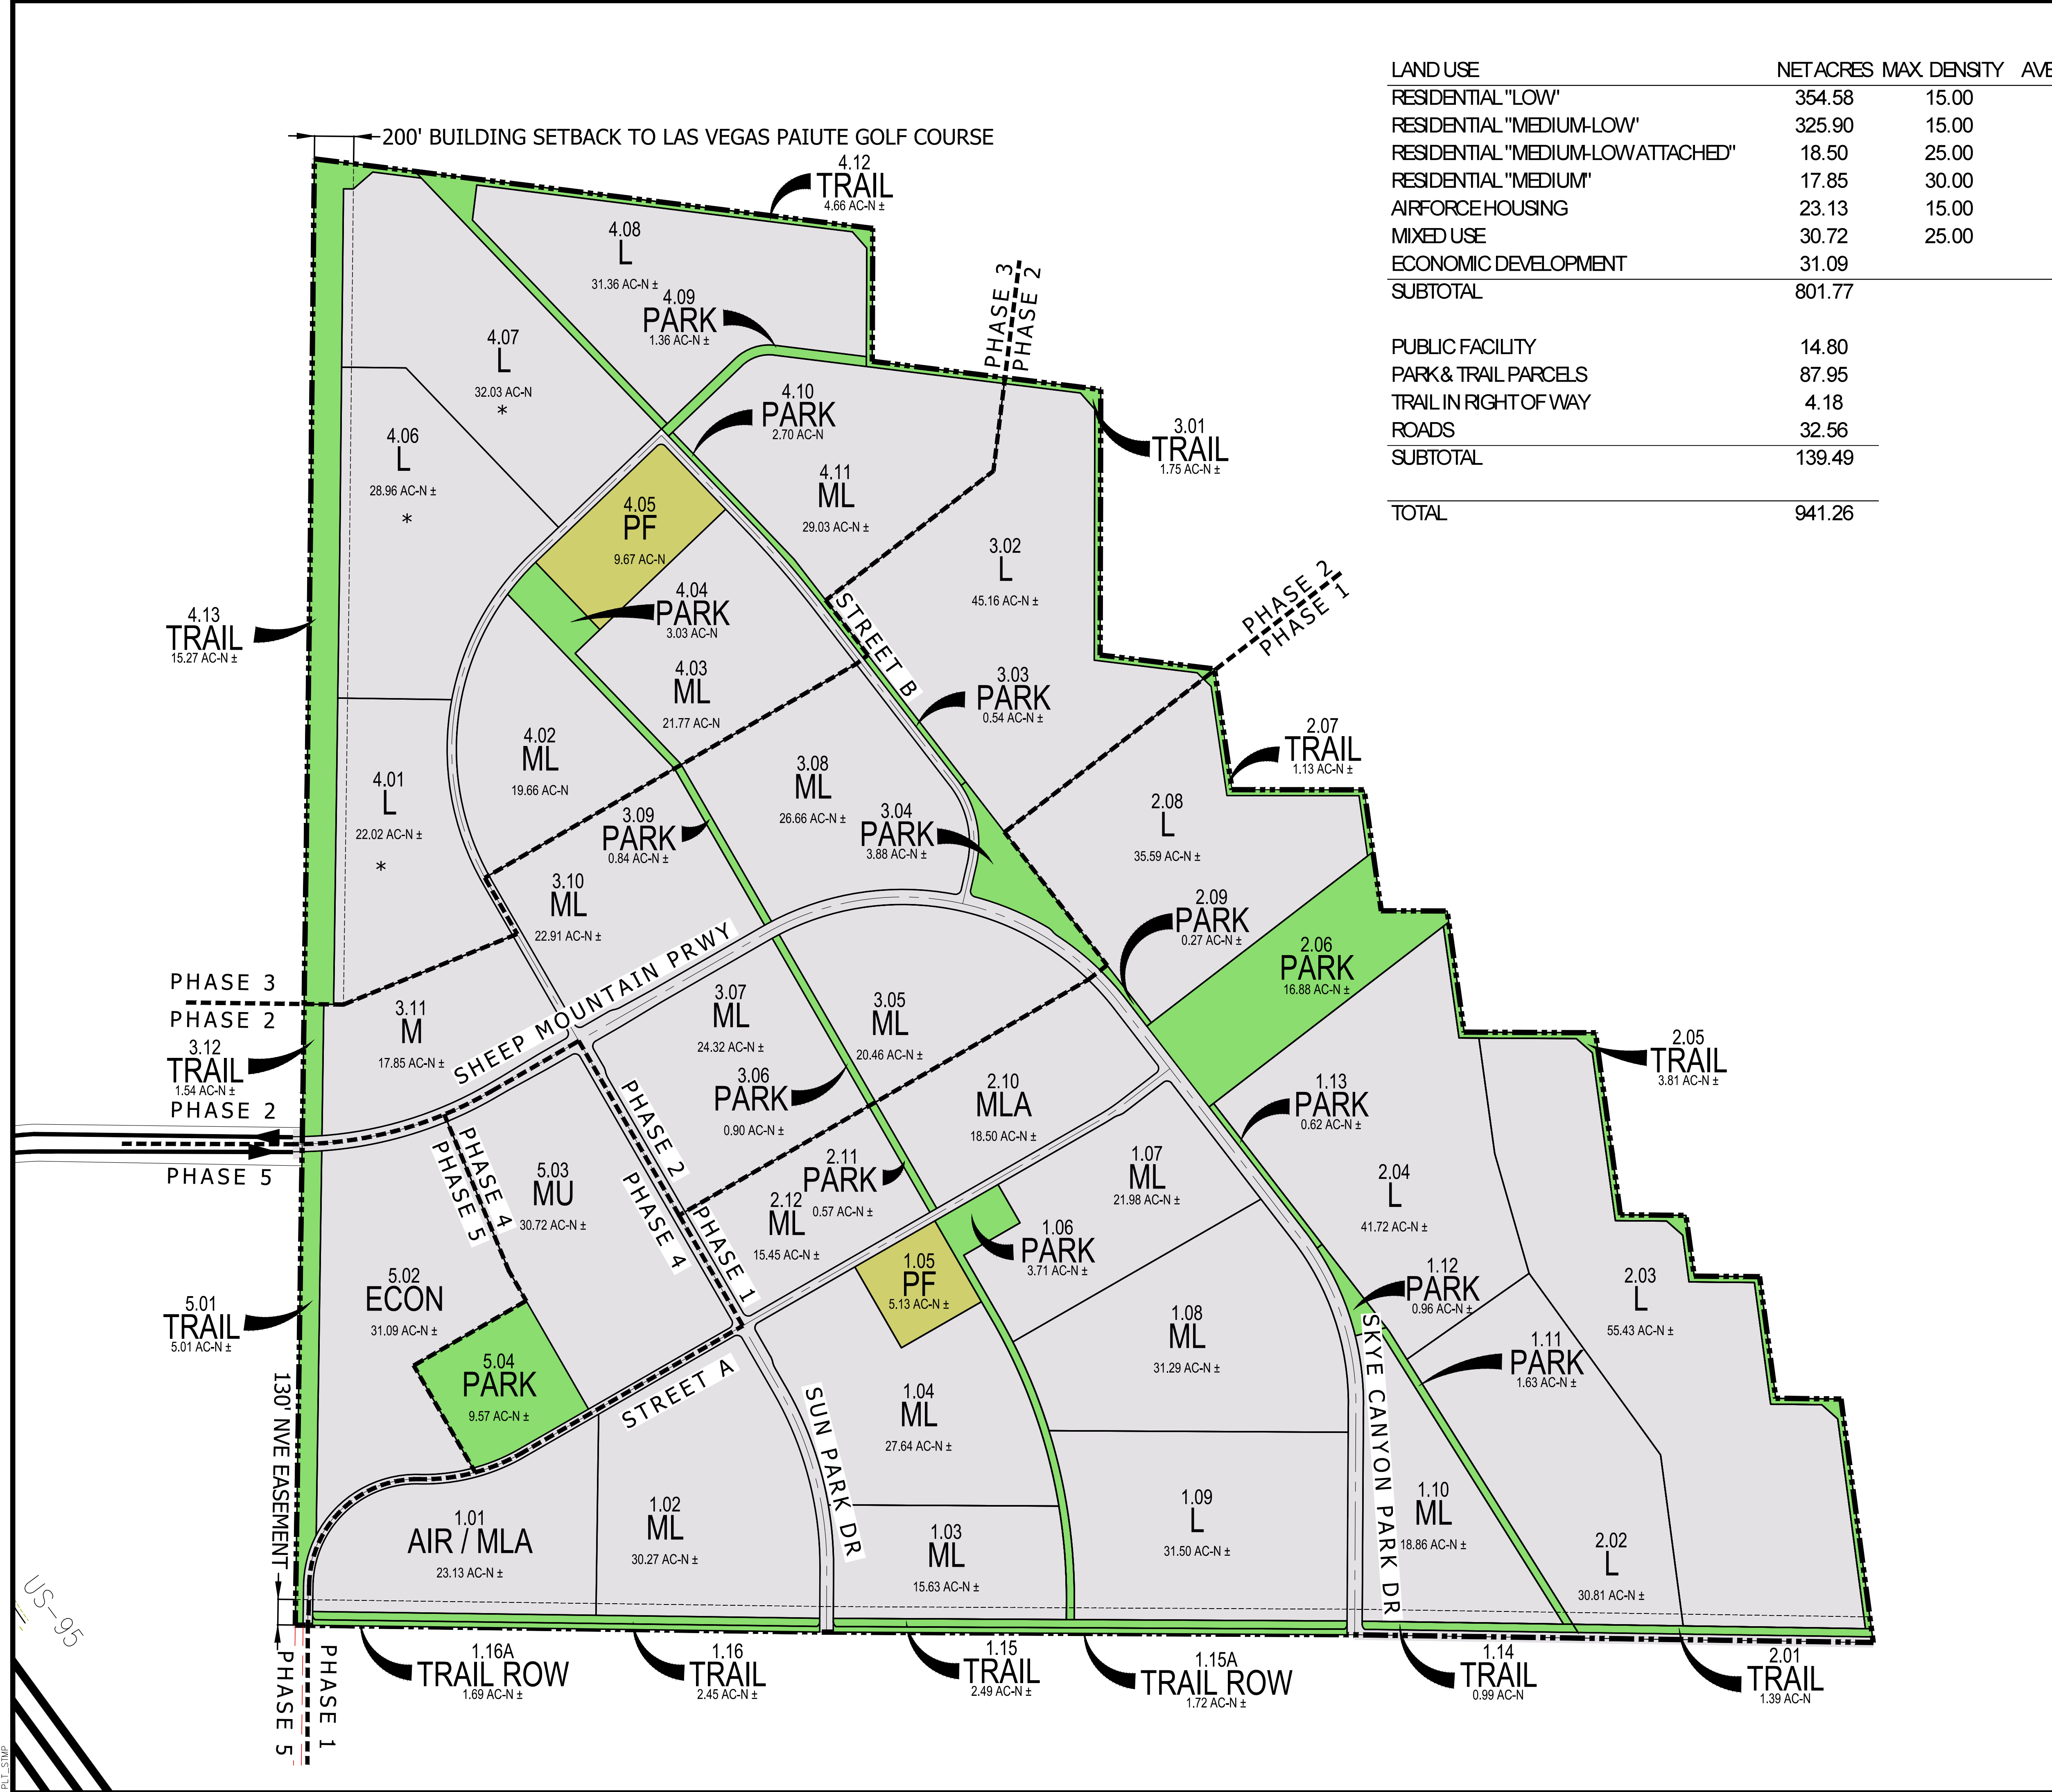 LAND USE NET ACRES MAX. DENSITY AVE
RESIDENTIAL "LOW" 354.58 15.00
RESIDENTIAL "MEDIUM-LOW" 325.90 15.00
RESIDENTIAL "MEDIUM-LOW ATTACHED" 18.50 25.00
RESIDENTIAL "MEDIUM" 17.85 30.00
AIRFORCE HOUSING 23.13 15.00
MIXED USE 30.72 25.00
ECONOMIC DEVELOPMENT 31.09
SUBTOTAL 801.77
PUBLIC FACILITY 14.80
PARK & TRAIL PARCELS 87.95
TRAIL IN RIGHT OF WAY 4.18
ROADS 32.56
SUBTOTAL 139.49
TOTAL 941.26
200' BUILDING SETBACK TO LAS VEGAS PAIUTE GOLF COURSE
4.12
TRAIL
4.66 AC-N ±
4.08
L
31.36 AC-N ±
4.09
PARK
1.36 AC-N ±
PHASE 3
PHASE 2
4.07
L
32.03 AC-N
*
4.10
PARK
2.70 AC-N
3.01
TRAIL
1.75 AC-N ±
4.06
L
28.96 AC-N ±
*
4.11
ML
29.03 AC-N ±
4.05
PF
9.67 AC-N
3.02
L
45.16 AC-N ±
PHASE 2
PHASE 1
4.04
PARK
3.03 AC-N
STREET B
4.13
TRAIL
15.27 AC-N ±
4.03
ML
21.77 AC-N
3.03
PARK
0.54 AC-N ±
4.02
ML
19.66 AC-N
2.07
TRAIL
1.13 AC-N ±
4.01
L
22.02 AC-N ±
*
3.08
ML
26.66 AC-N ±
3.09
PARK
0.84 AC-N ±
3.04
PARK
3.88 AC-N ±
2.08
L
35.59 AC-N ±
3.10
ML
22.91 AC-N ±
2.09
PARK
0.27 AC-N ±
2.06
PARK
16.88 AC-N ±
SHEEP MOUNTAIN PRWY
PHASE 3
PHASE 2
3.11
M
17.85 AC-N ±
3.07
ML
24.32 AC-N ±
3.05
ML
20.46 AC-N ±
3.12
TRAIL
1.54 AC-N ±
2.05
TRAIL
3.81 AC-N ±
PHASE 2
PHASE 5
3.06
PARK
0.90 AC-N ±
2.10
MLA
18.50 AC-N ±
1.13
PARK
0.62 AC-N ±
PHASE 4
PHASE 5
PHASE 2
PHASE 4
PHASE 1
5.03
MU
30.72 AC-N ±
2.11
PARK
0.57 AC-N ±
2.12
ML
15.45 AC-N ±
1.07
ML
21.98 AC-N ±
2.04
L
41.72 AC-N ±
1.06
PARK
3.71 AC-N ±
1.05
PF
5.13 AC-N ±
1.12
PARK
0.96 AC-N ±
2.03
L
55.43 AC-N ±
5.02
ECON
31.09 AC-N ±
5.01
TRAIL
5.01 AC-N ±
1.08
ML
31.29 AC-N ±
1.11
PARK
1.63 AC-N ±
5.04
PARK
9.57 AC-N ±
STREET A
SUN PARK DR
SKYE CANYON PARK DR
1.04
ML
27.64 AC-N ±
130' NVE EASEMENT
1.01
AIR / MLA
23.13 AC-N ±
1.02
ML
30.27 AC-N ±
1.03
ML
15.63 AC-N ±
1.09
L
31.50 AC-N ±
1.10
ML
18.86 AC-N ±
2.02
L
30.81 AC-N ±
US-95
PHASE 5
PHASE 1
1.16A
TRAIL ROW
1.69 AC-N ±
1.16
TRAIL
2.45 AC-N ±
1.15
TRAIL
2.49 AC-N ±
1.15A
TRAIL ROW
1.72 AC-N ±
1.14
TRAIL
0.99 AC-N
2.01
TRAIL
1.39 AC-N
PLT_STMP